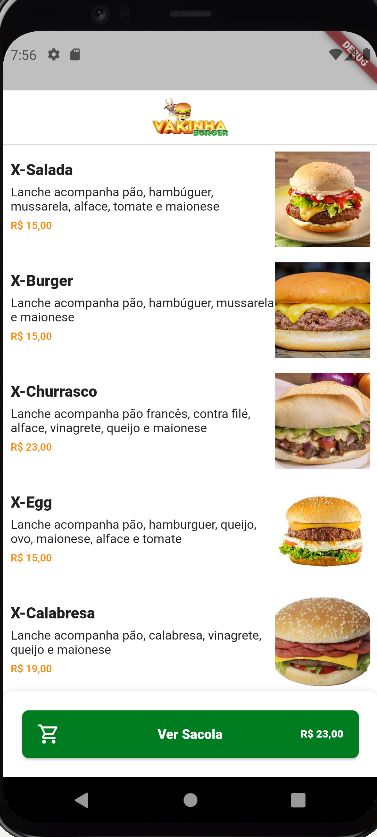 7:56
DEBUG
VAKINHA
BURGER
X-Salada
Lanche acompanha pão, hambúguer,
mussarela, alface, tomate e maionese
R$ 15,00
X-Burger
Lanche acompanha pão, hambúguer, mussarela
e maionese
R$ 15,00
X-Churrasco
Lanche acompanha pão francês, contra filé,
alface, vinagrete, queijo e maionese
R$ 23,00
X-Egg
Lanche acompanha pão, hamburguer, queijo,
ovo, maionese, alface e tomate
R$ 15,00
X-Calabresa
Lanche acompanha pão, calabresa, vinagrete,
queijo e maionese
R$ 19,00
Ver Sacola R$ 23,00